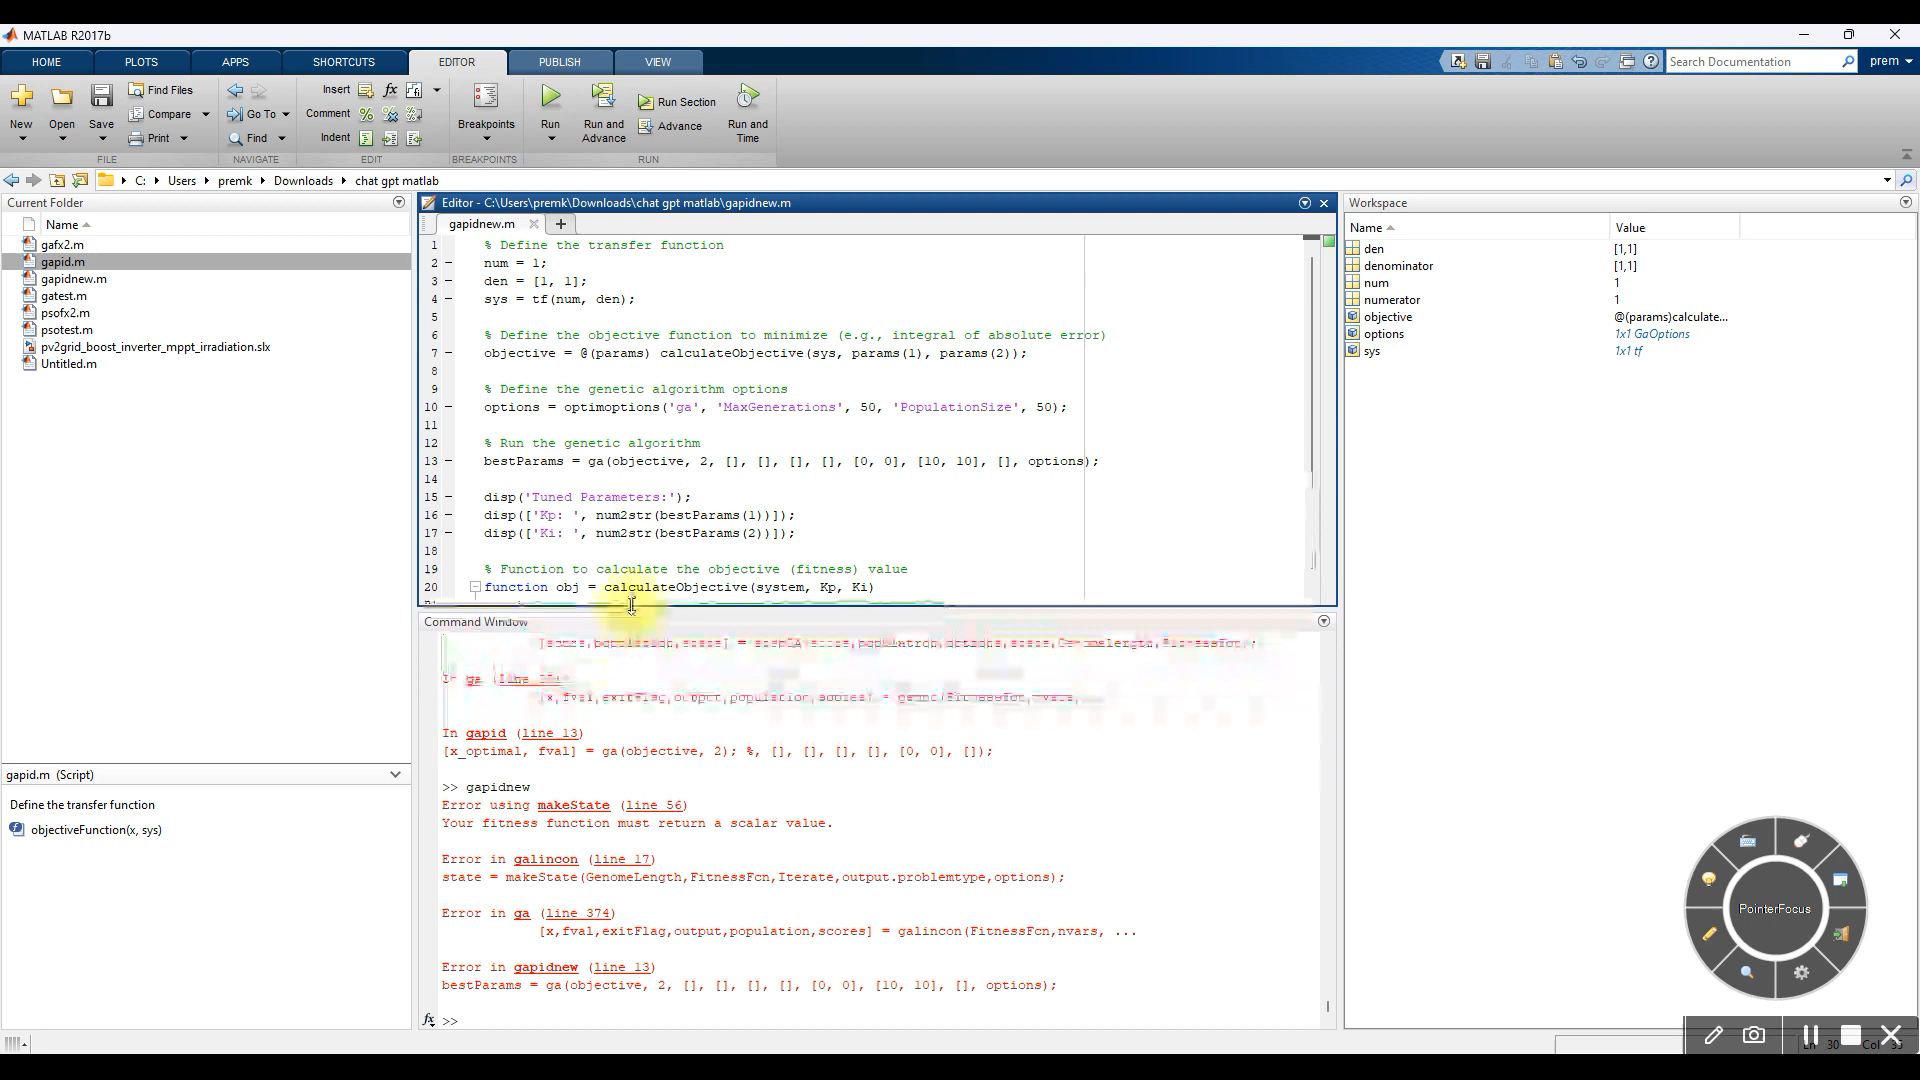 MATLAB R2017b
HOME PLOTS APPS SHORTCUTS EDITOR PUBLISH VIEW
Search Documentation
prem
New Open Save
Find Files
Compare
Print
Go To
Find
Insert fx
Comment
Indent
Breakpoints
Run
Run and Advance
Run Section
Advance
Run and Time
FILE NAVIGATE EDIT BREAKPOINTS RUN
C: Users premk Downloads chat gpt matlab
Current Folder
Name
gafx2.m
gapid.m
gapidnew.m
gatest.m
psofx2.m
psotest.m
pv2grid_boost_inverter_mppt_irradiation.slx
Untitled.m
gapid.m (Script)
Define the transfer function
objectiveFunction(x, sys)
Editor - C:\Users\premk\Downloads\chat gpt matlab\gapidnew.m
gapidnew.m
1 % Define the transfer function
2 num = 1;
3 den = [1, 1];
4 sys = tf(num, den);
5
6 % Define the objective function to minimize (e.g., integral of absolute error)
7 objective = @(params) calculateObjective(sys, params(1), params(2));
8
9 % Define the genetic algorithm options
10 options = optimoptions('ga', 'MaxGenerations', 50, 'PopulationSize', 50);
11
12 % Run the genetic algorithm
13 bestParams = ga(objective, 2, [], [], [], [], [0, 0], [10, 10], [], options);
14
15 disp('Tuned Parameters:');
16 disp(['Kp: ', num2str(bestParams(1))]);
17 disp(['Ki: ', num2str(bestParams(2))]);
18
19 % Function to calculate the objective (fitness) value
20 function obj = calculateObjective(system, Kp, Ki)
Command Window
In gapid (line 13)
[x_optimal, fval] = ga(objective, 2); %, [], [], [], [], [0, 0], []);
>> gapidnew
Error using makeState (line 56)
Your fitness function must return a scalar value.
Error in galincon (line 17)
state = makeState(GenomeLength,FitnessFcn,Iterate,output.problemtype,options);
Error in ga (line 374)
[x,fval,exitFlag,output,population,scores] = galincon(FitnessFcn,nvars, ...
Error in gapidnew (line 13)
bestParams = ga(objective, 2, [], [], [], [], [0, 0], [10, 10], [], options);
fx >>
Workspace
Name Value
den [1,1]
denominator [1,1]
num 1
numerator 1
objective @(params)calculate...
options 1x1 GaOptions
sys 1x1 tf
PointerFocus
Ln 30 Col